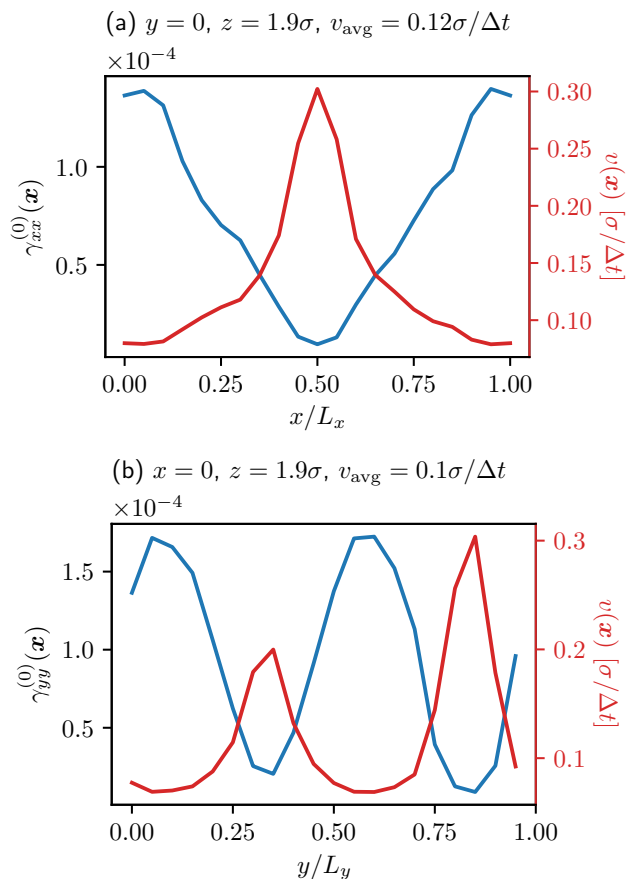 (a) y = 0, z = 1.9σ, v_avg = 0.12σ/Δt
×10⁻⁴
1.0
0.5
γ_xx^(0)(x)
0.30
0.25
0.20
0.15
0.10
v(x) [σ/Δt]
0.00 0.25 0.50 0.75 1.00
x/L_x
(b) x = 0, z = 1.9σ, v_avg = 0.1σ/Δt
×10⁻⁴
1.5
1.0
0.5
γ_yy^(0)(x)
0.3
0.2
0.1
v(x) [σ/Δt]
0.00 0.25 0.50 0.75 1.00
y/L_y